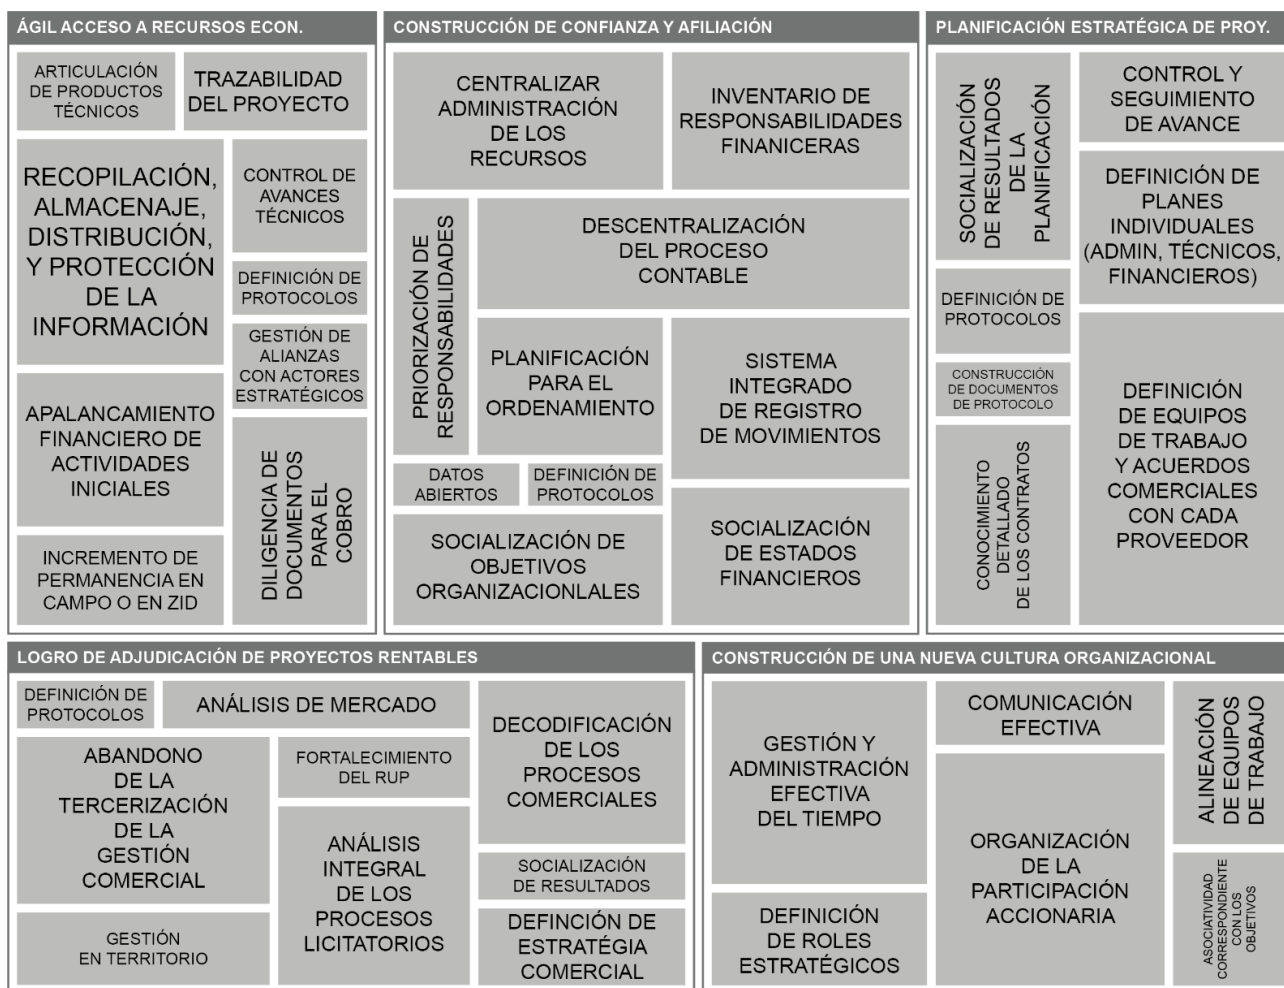 ÁGIL ACCESO A RECURSOS ECON.
ARTICULACIÓN
DE PRODUCTOS
TÉCNICOS
TRAZABILIDAD
DEL PROYECTO
RECOPILACIÓN,
ALMACENAJE,
DISTRIBUCIÓN,
Y PROTECCIÓN
DE LA
INFORMACIÓN
CONTROL DE
AVANCES
TÉCNICOS
DEFINICIÓN DE
PROTOCOLOS
GESTIÓN DE
ALIANZAS
CON ACTORES
ESTRATÉGICOS
APALANCAMIENTO
FINANCIERO DE
ACTIVIDADES
INICIALES
DILIGENCIA DE
DOCUMENTOS
PARA EL
COBRO
INCREMENTO DE
PERMANENCIA EN
CAMPO O EN ZID
CONSTRUCCIÓN DE CONFIANZA Y AFILIACIÓN
CENTRALIZAR
ADMINISTRACIÓN
DE LOS
RECURSOS
INVENTARIO DE
RESPONSABILIDADES
FINANICERAS
PRIORIZACIÓN DE
RESPONSABILIDADES
DESCENTRALIZACIÓN
DEL PROCESO
CONTABLE
PLANIFICACIÓN
PARA EL
ORDENAMIENTO
SISTEMA
INTEGRADO
DE REGISTRO
DE MOVIMIENTOS
DATOS
ABIERTOS
DEFINICIÓN DE
PROTOCOLOS
SOCIALIZACIÓN DE
OBJETIVOS
ORGANIZACIONLALES
SOCIALIZACIÓN
DE ESTADOS
FINANCIEROS
PLANIFICACIÓN ESTRATÉGICA DE PROY.
SOCIALIZACIÓN
DE RESULTADOS
DE LA
PLANIFICACIÓN
CONTROL Y
SEGUIMIENTO
DE AVANCE
DEFINICIÓN DE
PLANES
INDIVIDUALES
(ADMIN, TÉCNICOS,
FINANCIEROS)
DEFINICIÓN DE
PROTOCOLOS
CONSTRUCCIÓN
DE DOCUMENTOS
DE PROTOCOLO
CONOCIMIENTO
DETALLADO
DE LOS CONTRATOS
DEFINICIÓN
DE EQUIPOS
DE TRABAJO
Y ACUERDOS
COMERCIALES
CON CADA
PROVEEDOR
LOGRO DE ADJUDICACIÓN DE PROYECTOS RENTABLES
DEFINICIÓN DE
PROTOCOLOS
ANÁLISIS DE MERCADO
ABANDONO
DE LA
TERCERIZACIÓN
DE LA
GESTIÓN
COMERCIAL
FORTALECIMIENTO
DEL RUP
DECODIFICACIÓN
DE LOS
PROCESOS
COMERCIALES
ANÁLISIS
INTEGRAL
DE LOS
PROCESOS
LICITATORIOS
SOCIALIZACIÓN
DE RESULTADOS
GESTIÓN
EN TERRITORIO
DEFINCIÓN DE
ESTRATÉGIA
COMERCIAL
CONSTRUCCIÓN DE UNA NUEVA CULTURA ORGANIZACIONAL
GESTIÓN Y
ADMINISTRACIÓN
EFECTIVA
DEL TIEMPO
COMUNICACIÓN
EFECTIVA
ALINEACIÓN
DE EQUIPOS
DE TRABAJO
ORGANIZACIÓN
DE LA
PARTICIPACIÓN
ACCIONARIA
DEFINICIÓN
DE ROLES
ESTRATÉGICOS
ASOCIATIVIDAD
CORRESPONDIENTE
CON LOS
OBJETIVOS